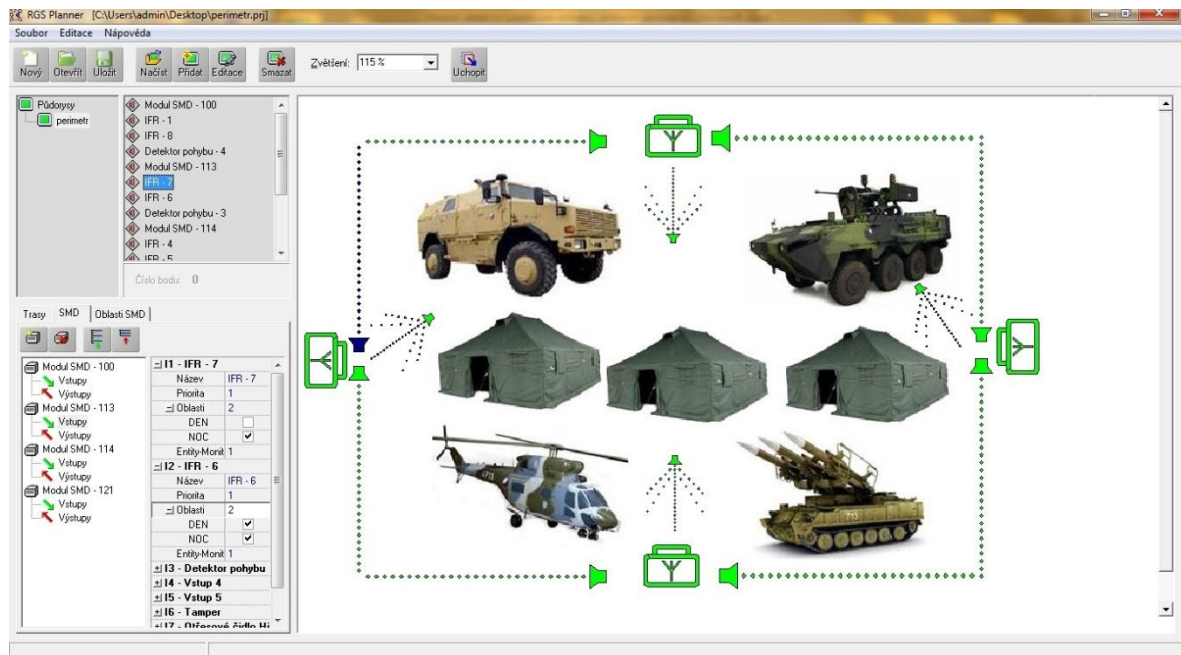 RGS Planner [C:\Users\admin\Desktop\perimetr.prj]
Soubor Editace Nápověda
Nový Otevřít Uložit Načíst Přidat Editace Smazat Zvětšení: 115 % Uchopit
Půdorysy
perimetr
Modul SMD - 100
IFR - 1
IFR - 8
Detektor pohybu - 4
Modul SMD - 113
IFR - 7
IFR - 6
Detektor pohybu - 3
Modul SMD - 114
IFR - 4
IFR - 5
Číslo bodu: 0
Trasy SMD Oblasti SMD
Modul SMD - 100
Vstupy
Výstupy
Modul SMD - 113
Vstupy
Výstupy
Modul SMD - 114
Vstupy
Výstupy
Modul SMD - 121
Vstupy
Výstupy
I1 - IFR - 7
Název IFR - 7
Priorita 1
Oblasti 2
DEN
NOC
Entity-Monit 1
I2 - IFR - 6
Název IFR - 6
Priorita 1
Oblasti 2
DEN
NOC
Entity-Monit 1
I3 - Detektor pohybu
I4 - Vstup 4
I5 - Vstup 5
I6 - Tamper
I7 - Otřesové čidlo Hi